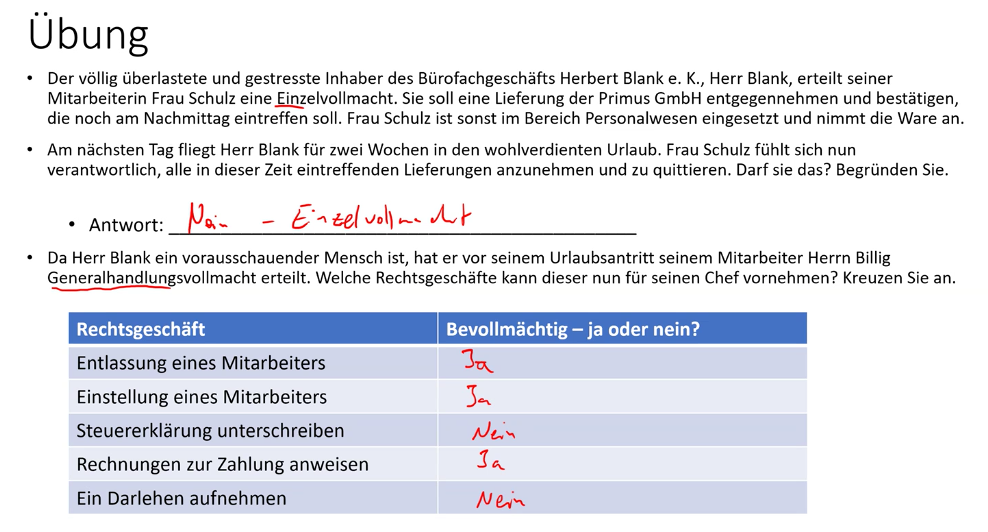 Übung
• Der völlig überlastete und gestresste Inhaber des Bürofachgeschäfts Herbert Blank e. K., Herr Blank, erteilt seiner
Mitarbeiterin Frau Schulz eine Einzelvollmacht. Sie soll eine Lieferung der Primus GmbH entgegennehmen und bestätigen,
die noch am Nachmittag eintreffen soll. Frau Schulz ist sonst im Bereich Personalwesen eingesetzt und nimmt die Ware an.
• Am nächsten Tag fliegt Herr Blank für zwei Wochen in den wohlverdienten Urlaub. Frau Schulz fühlt sich nun
verantwortlich, alle in dieser Zeit eintreffenden Lieferungen anzunehmen und zu quittieren. Darf sie das? Begründen Sie.
• Antwort: Nein – Einzelvollmacht
• Da Herr Blank ein vorausschauender Mensch ist, hat er vor seinem Urlaubsantritt seinem Mitarbeiter Herrn Billig
Generalhandlungsvollmacht erteilt. Welche Rechtsgeschäfte kann dieser nun für seinen Chef vornehmen? Kreuzen Sie an.
Rechtsgeschäft Bevollmächtig – ja oder nein?
Entlassung eines Mitarbeiters Ja
Einstellung eines Mitarbeiters Ja
Steuererklärung unterschreiben Nein
Rechnungen zur Zahlung anweisen Ja
Ein Darlehen aufnehmen Nein